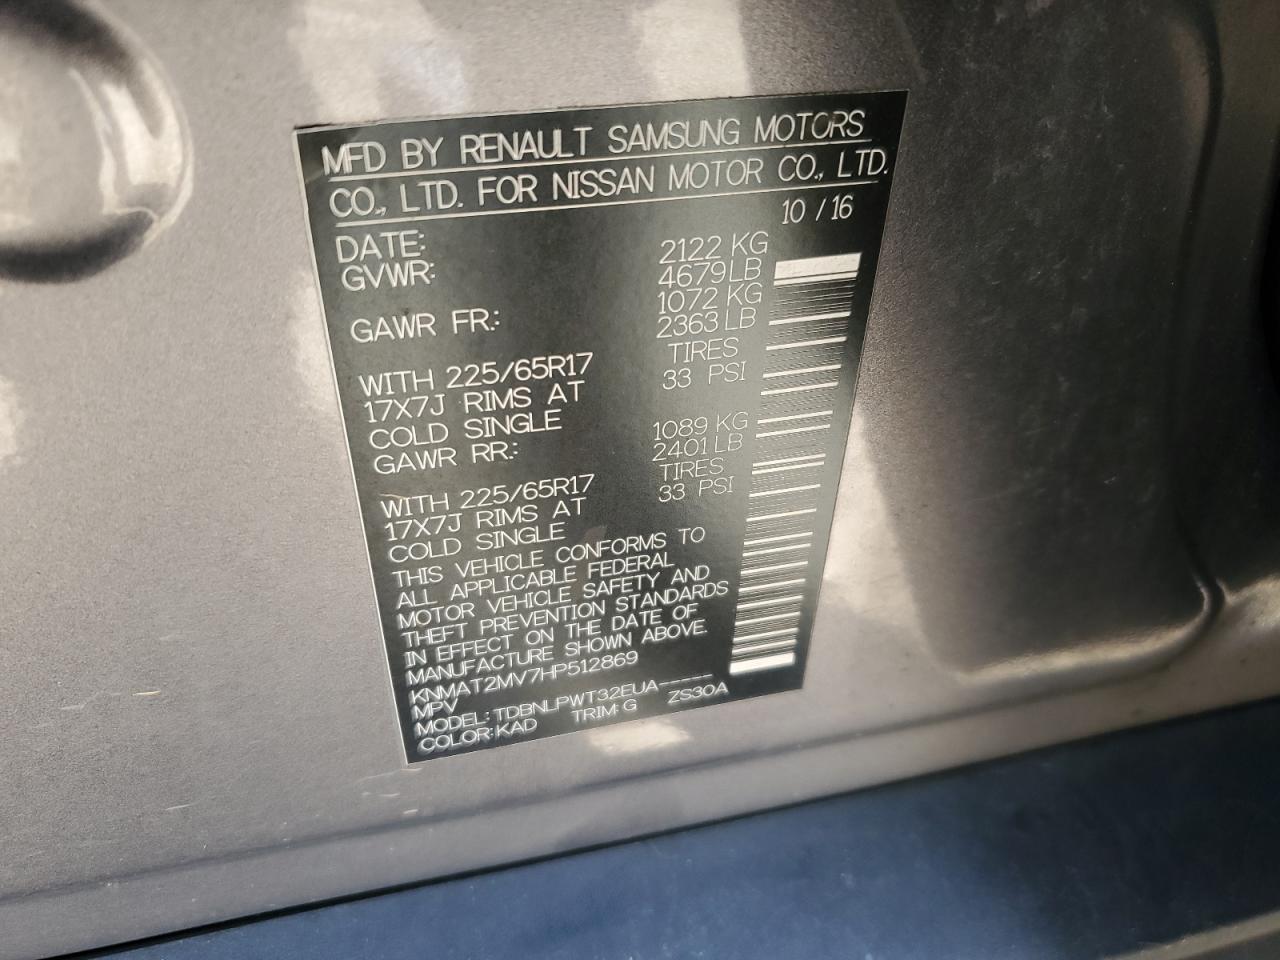 MFD BY RENAULT SAMSUNG MOTORS
CO., LTD. FOR NISSAN MOTOR CO., LTD.
DATE: 10 / 16
GVWR: 2122 KG
4679 LB
GAWR FR.: 1072 KG
2363 LB
WITH 225/65R17 TIRES
17X7J RIMS AT 33 PSI
COLD SINGLE
GAWR RR.: 1089 KG
2401 LB
WITH 225/65R17 TIRES
17X7J RIMS AT 33 PSI
COLD SINGLE
THIS VEHICLE CONFORMS TO
ALL APPLICABLE FEDERAL
MOTOR VEHICLE SAFETY AND
THEFT PREVENTION STANDARDS
IN EFFECT ON THE DATE OF
MANUFACTURE SHOWN ABOVE.
KNMAT2MV7HP512869
MPV
MODEL: TDBNLPWT32EUA-----
COLOR: KAD TRIM: G ZS30A